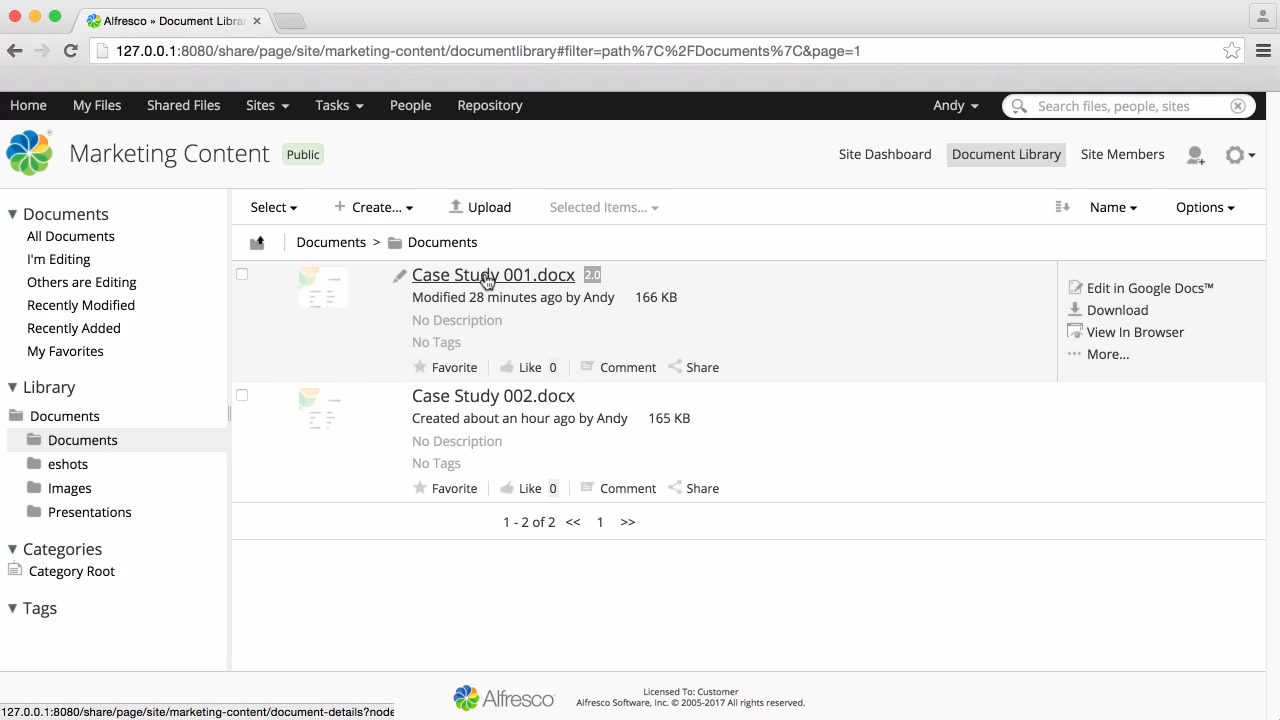 Alfresco » Document Libra
127.0.0.1:8080/share/page/site/marketing-content/documentlibrary#filter=path%7C%2FDocuments%7C&page=1
Home My Files Shared Files Sites Tasks People Repository Andy Search files, people, sites
Marketing Content Public Site Dashboard Document Library Site Members
Documents
All Documents
I'm Editing
Others are Editing
Recently Modified
Recently Added
My Favorites
Library
Documents
Documents
eshots
Images
Presentations
Categories
Category Root
Tags
Select + Create... Upload Selected Items... Name Options
Documents > Documents
Case Study 001.docx 2.0
Modified 28 minutes ago by Andy 166 KB
No Description
No Tags
Favorite Like 0 Comment Share
Edit in Google Docs™
Download
View In Browser
More...
Case Study 002.docx
Created about an hour ago by Andy 165 KB
No Description
No Tags
Favorite Like 0 Comment Share
1 - 2 of 2 << 1 >>
Alfresco
Licensed To: Customer
Alfresco Software, Inc. © 2005-2017 All rights reserved.
127.0.0.1:8080/share/page/site/marketing-content/document-details?node